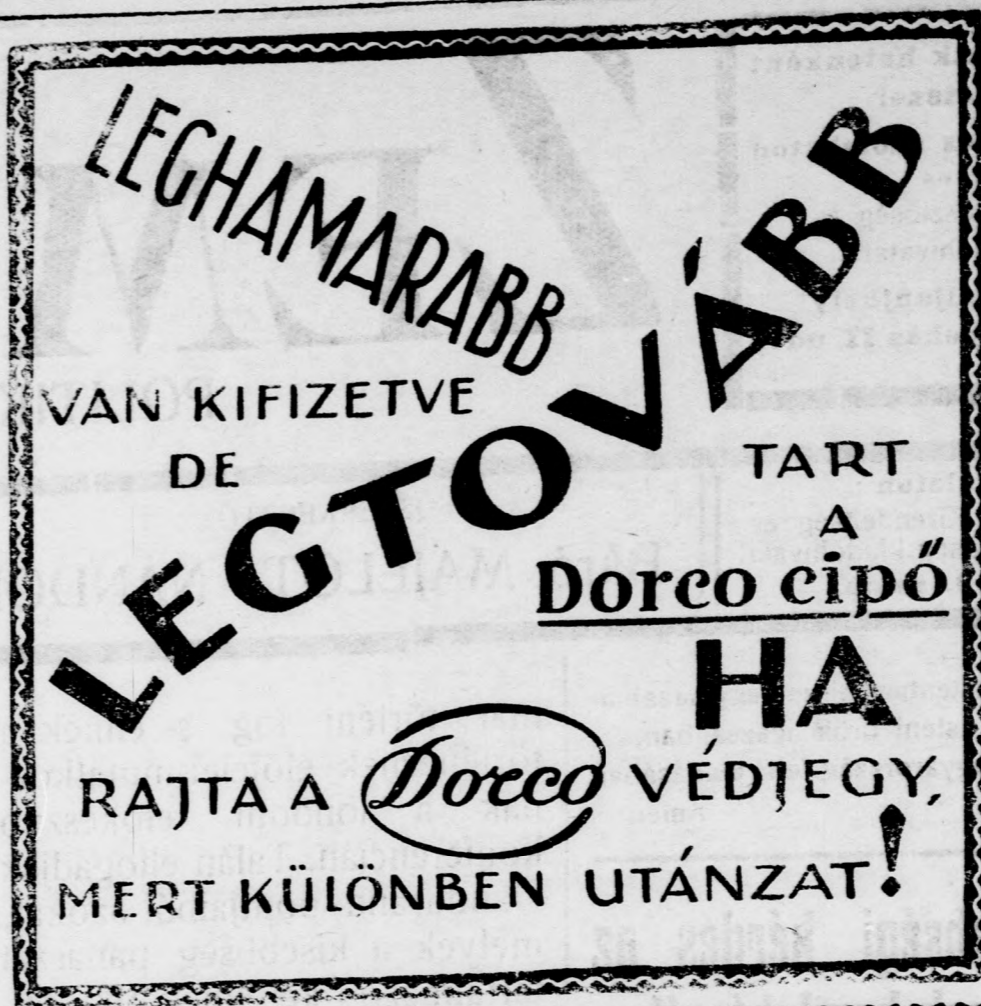 LEGHAMARABB
VAN KIFIZETVE
DE
LEGTOVÁBB
TART
A
Dorco cipő
HA
RAJTA A Dorco VÉDJEGY,
MERT KÜLÖNBEN UTÁNZAT!